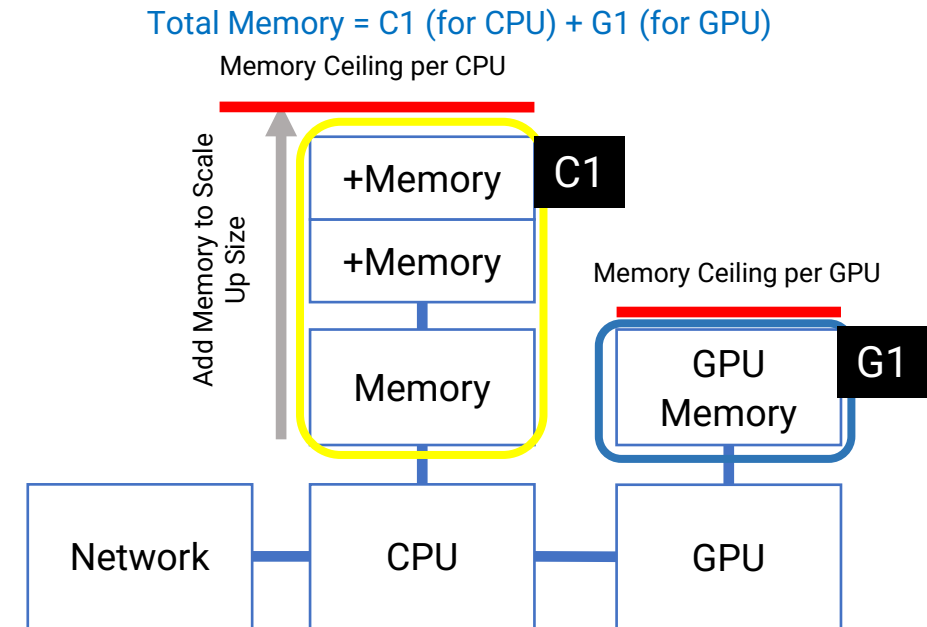 Total Memory = C1 (for CPU) + G1 (for GPU)
Memory Ceiling per CPU
Add Memory to Scale
Up Size
+Memory
C1
+Memory
Memory
Memory Ceiling per GPU
GPU
Memory
G1
Network
CPU
GPU